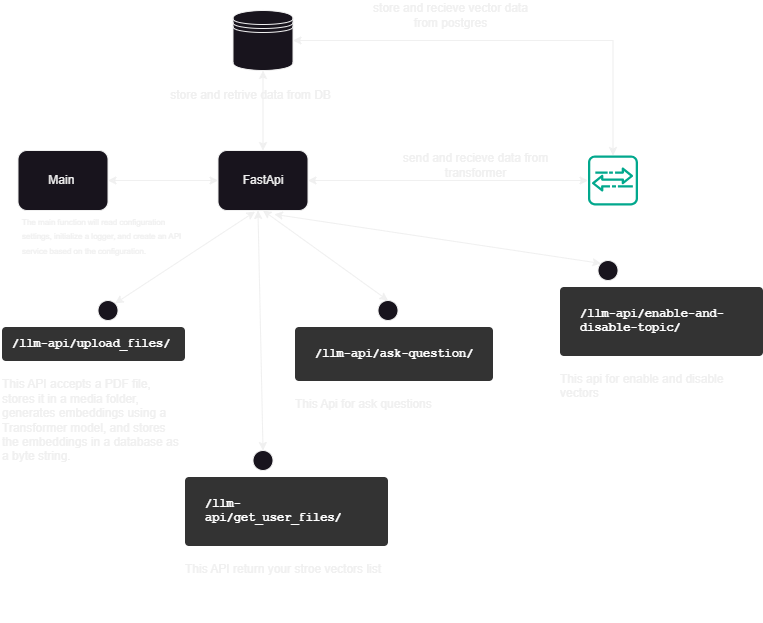 store and recieve vector data
from postgres
store and retrive data from DB
Main
FastApi
send and recieve data from
transformer
The main function will read configuration
settings, initialize a logger, and create an API
service based on the configuration.
/llm-api/upload_files/
This API accepts a PDF file,
stores it in a media folder,
generates embeddings using a
Transformer model, and stores
the embeddings in a database as
a byte string.
/llm-api/ask-question/
This Api for ask questions
/llm-api/enable-and-
disable-topic/
This api for enable and disable
vectors
/llm-
api/get_user_files/
This API return your stroe vectors list